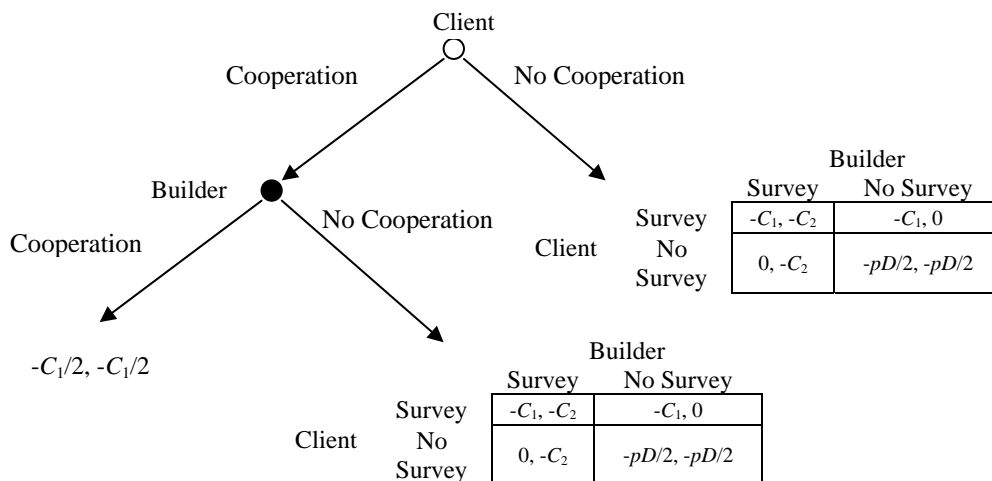 Client
Cooperation
No Cooperation
Builder
Survey No Survey
Client
Survey -C₁, -C₂ -C₁, 0
No Survey 0, -C₂ -pD/2, -pD/2
Builder
Cooperation
No Cooperation
-C₁/2, -C₁/2
Builder
Survey No Survey
Client
Survey -C₁, -C₂ -C₁, 0
No Survey 0, -C₂ -pD/2, -pD/2